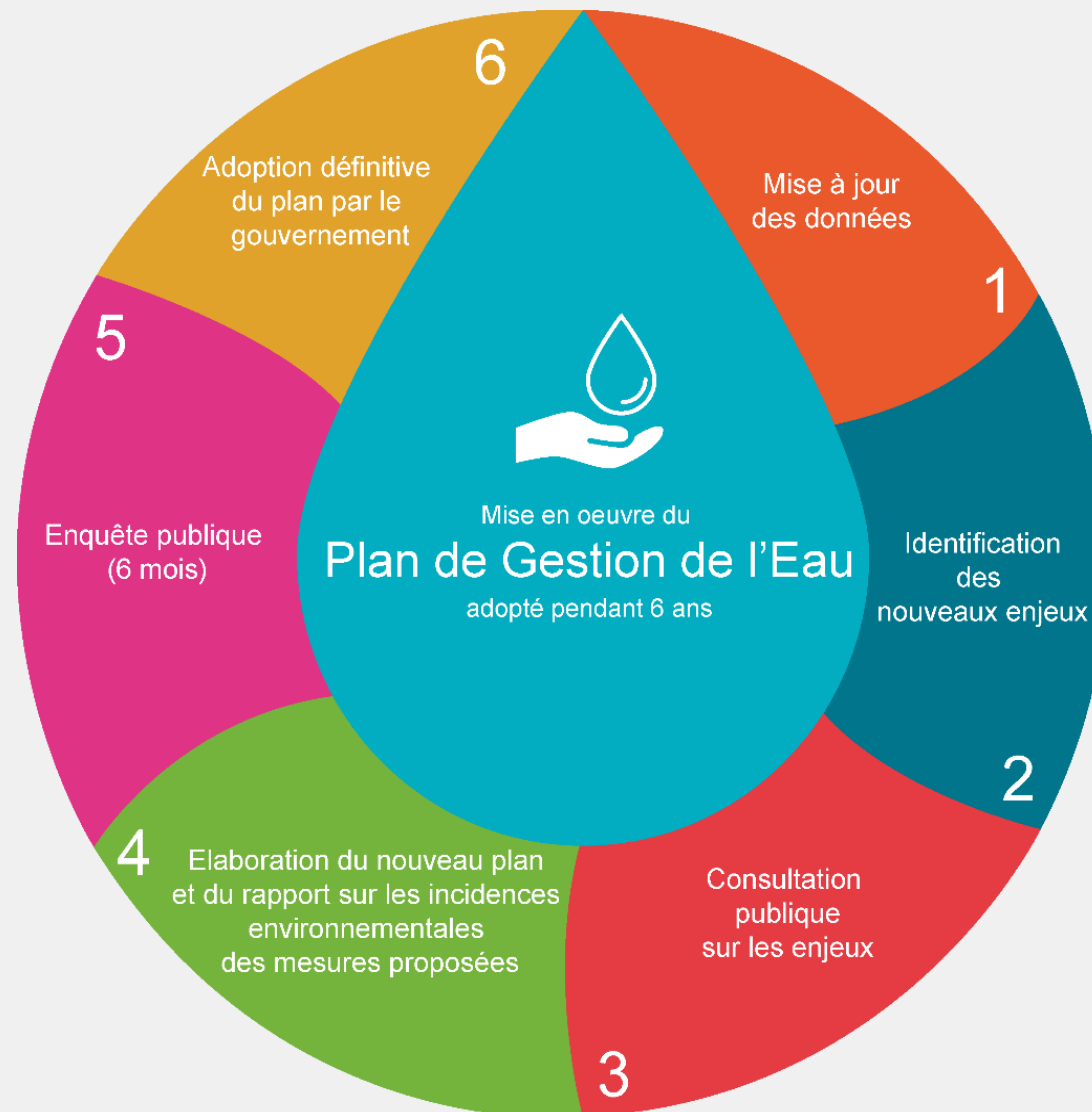 Mise en oeuvre du
Plan de Gestion de l'Eau
adopté pendant 6 ans
1
Mise à jour
des données
2
Identification
des
nouveaux enjeux
3
Consultation
publique
sur les enjeux
4
Elaboration du nouveau plan
et du rapport sur les incidences
environnementales
des mesures proposées
5
Enquête publique
(6 mois)
6
Adoption définitive
du plan par le
gouvernement